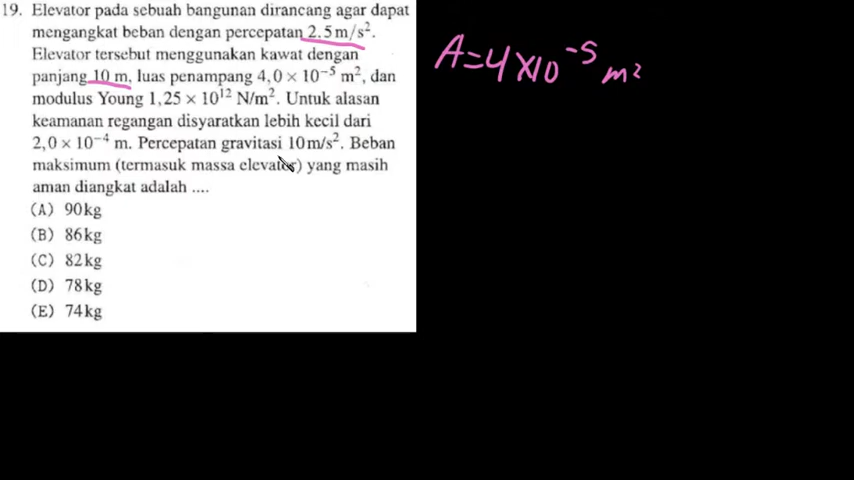 19. Elevator pada sebuah bangunan dirancang agar dapat
mengangkat beban dengan percepatan 2.5 m/s².
Elevator tersebut menggunakan kawat dengan
panjang 10 m, luas penampang 4,0 × 10⁻⁵ m², dan
modulus Young 1,25 × 10¹² N/m². Untuk alasan
keamanan regangan disyaratkan lebih kecil dari
2,0 × 10⁻⁴ m. Percepatan gravitasi 10 m/s². Beban
maksimum (termasuk massa elevator) yang masih
aman diangkat adalah ....
(A) 90 kg
(B) 86 kg
(C) 82 kg
(D) 78 kg
(E) 74 kg
A = 4 × 10⁻⁵ m²